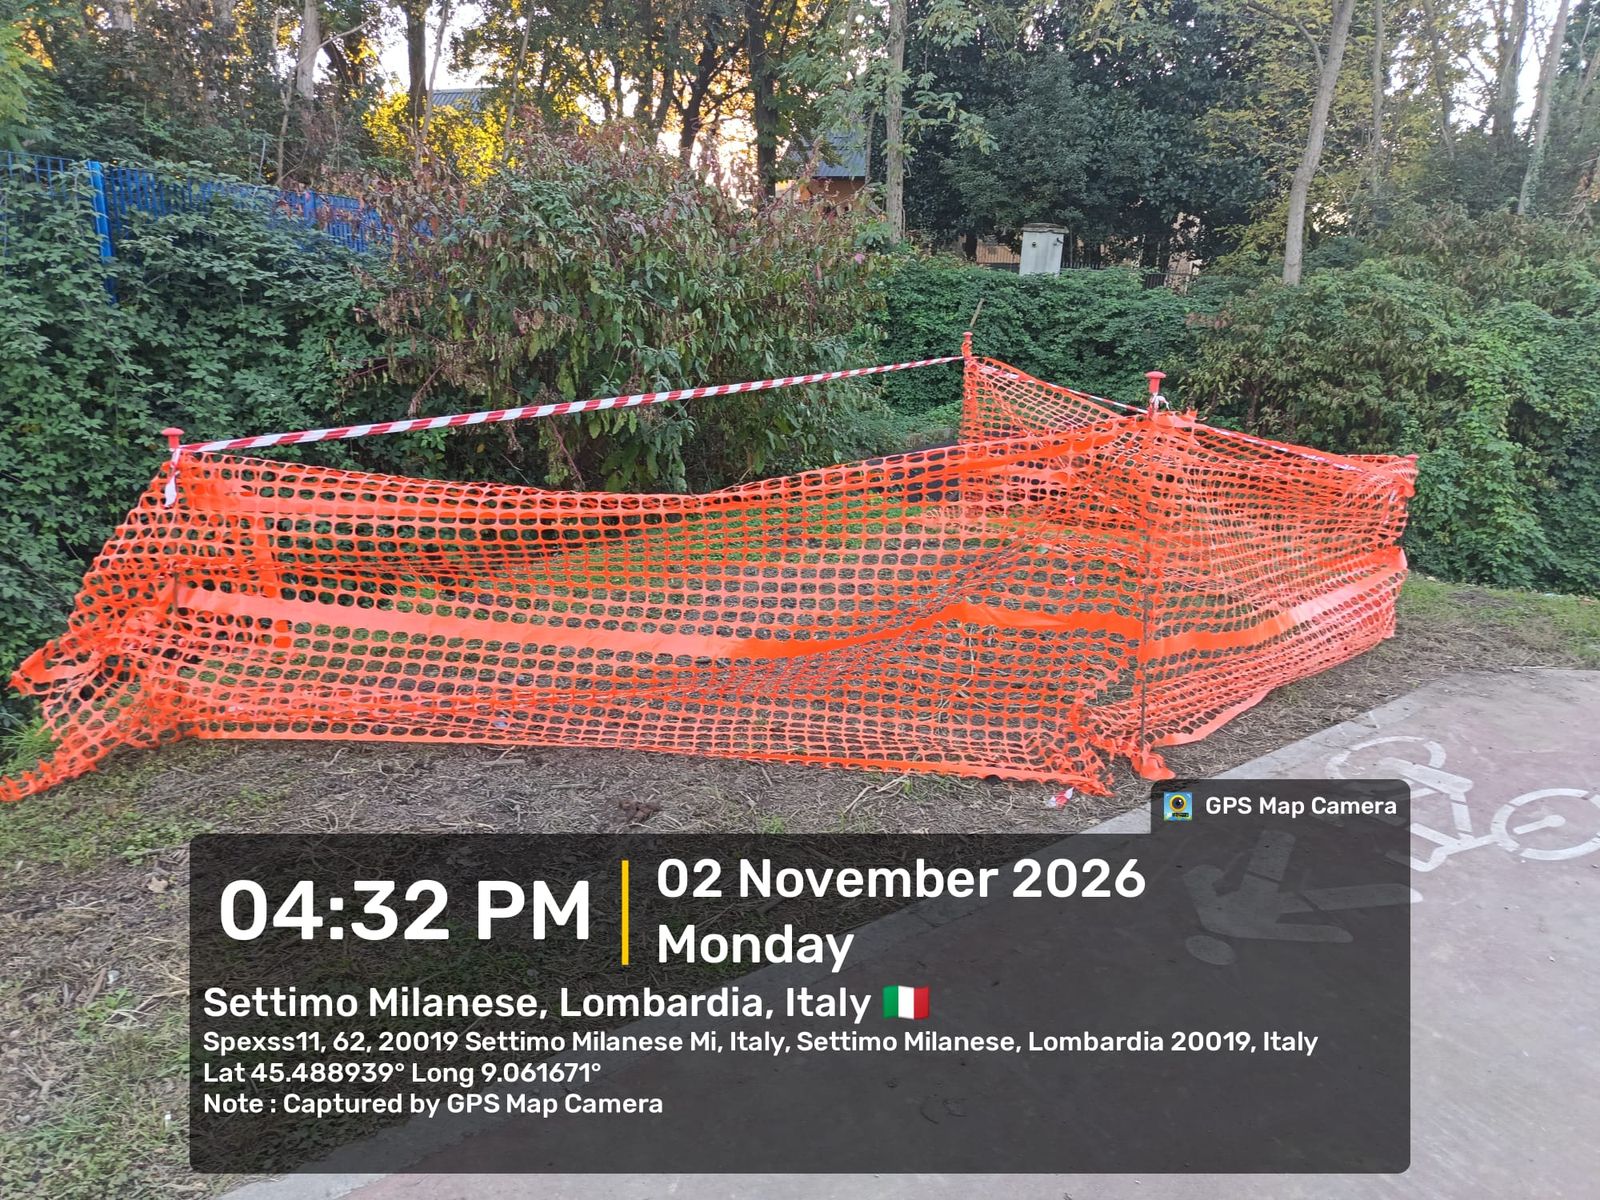 GPS Map Camera
04:32 PM
02 November 2026
Monday
Settimo Milanese, Lombardia, Italy 🇮🇹
Spexss11, 62, 20019 Settimo Milanese Mi, Italy, Settimo Milanese, Lombardia 20019, Italy
Lat 45.488939° Long 9.061671°
Note : Captured by GPS Map Camera